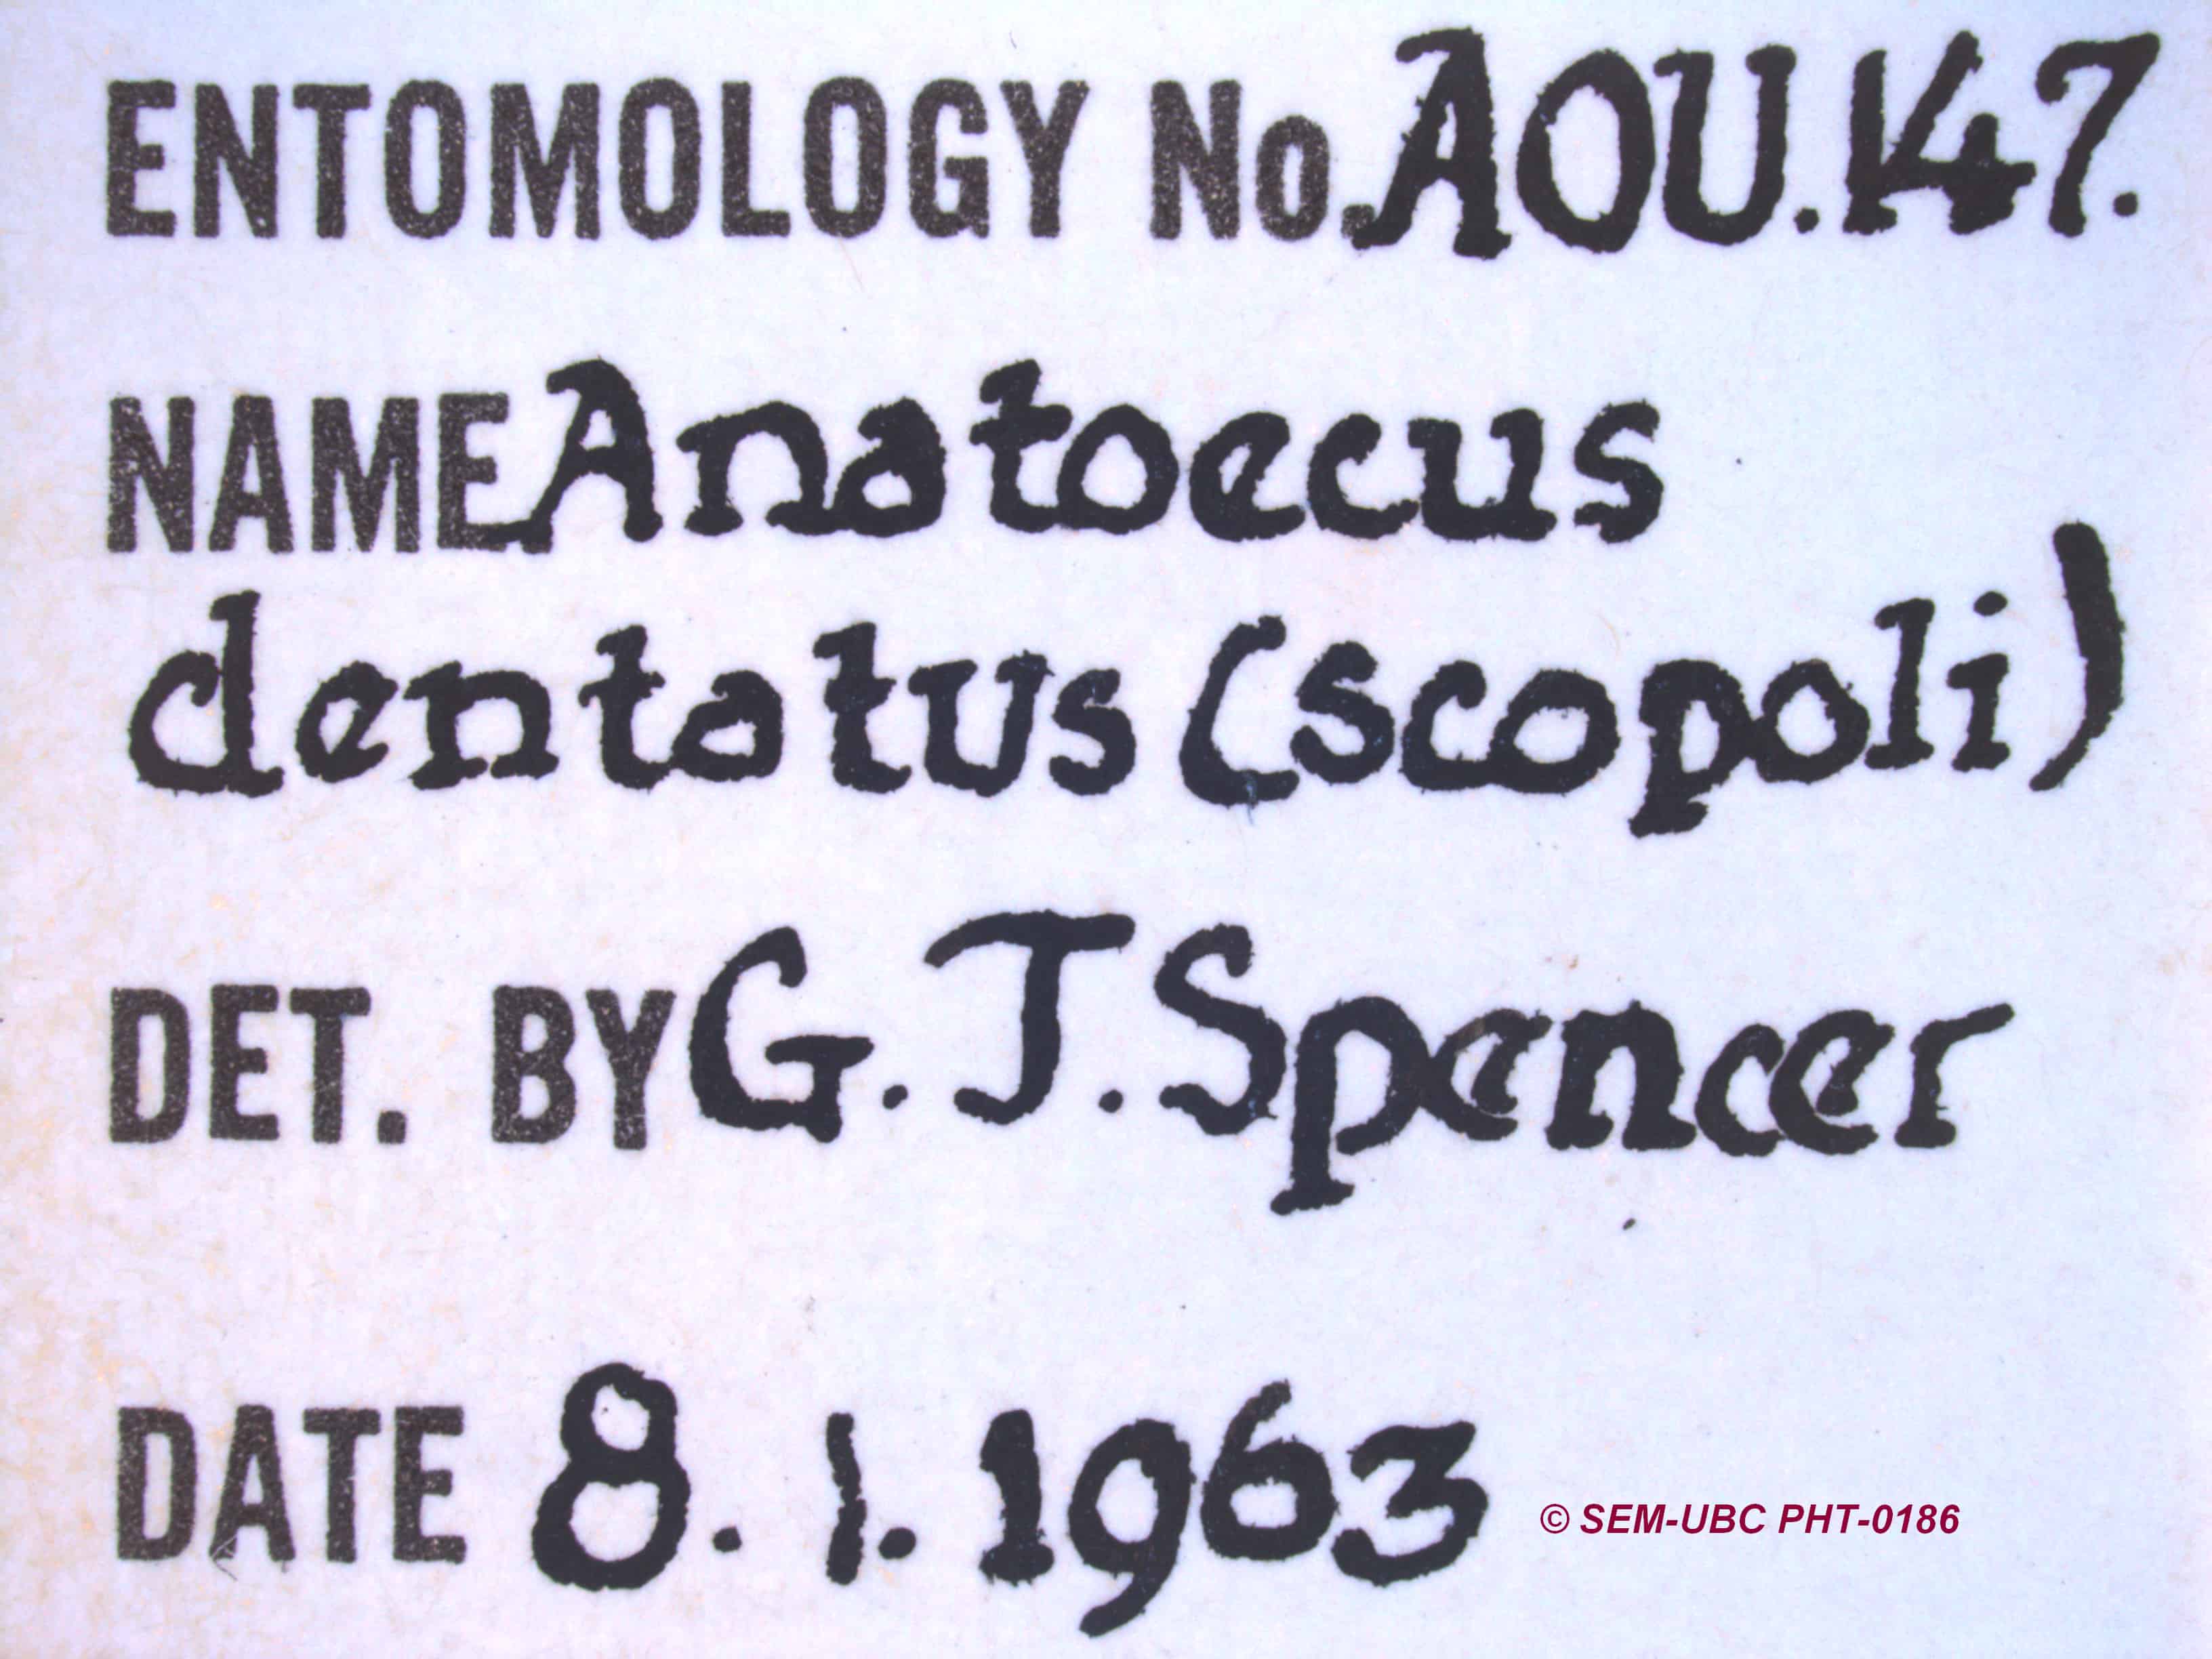 ENTOMOLOGY No. AOU.147.
NAME Anatoecus
dentatus (scopoli)
DET. BY G. J. Spencer
DATE 8. 1. 1963
© SEM-UBC PHT-0186